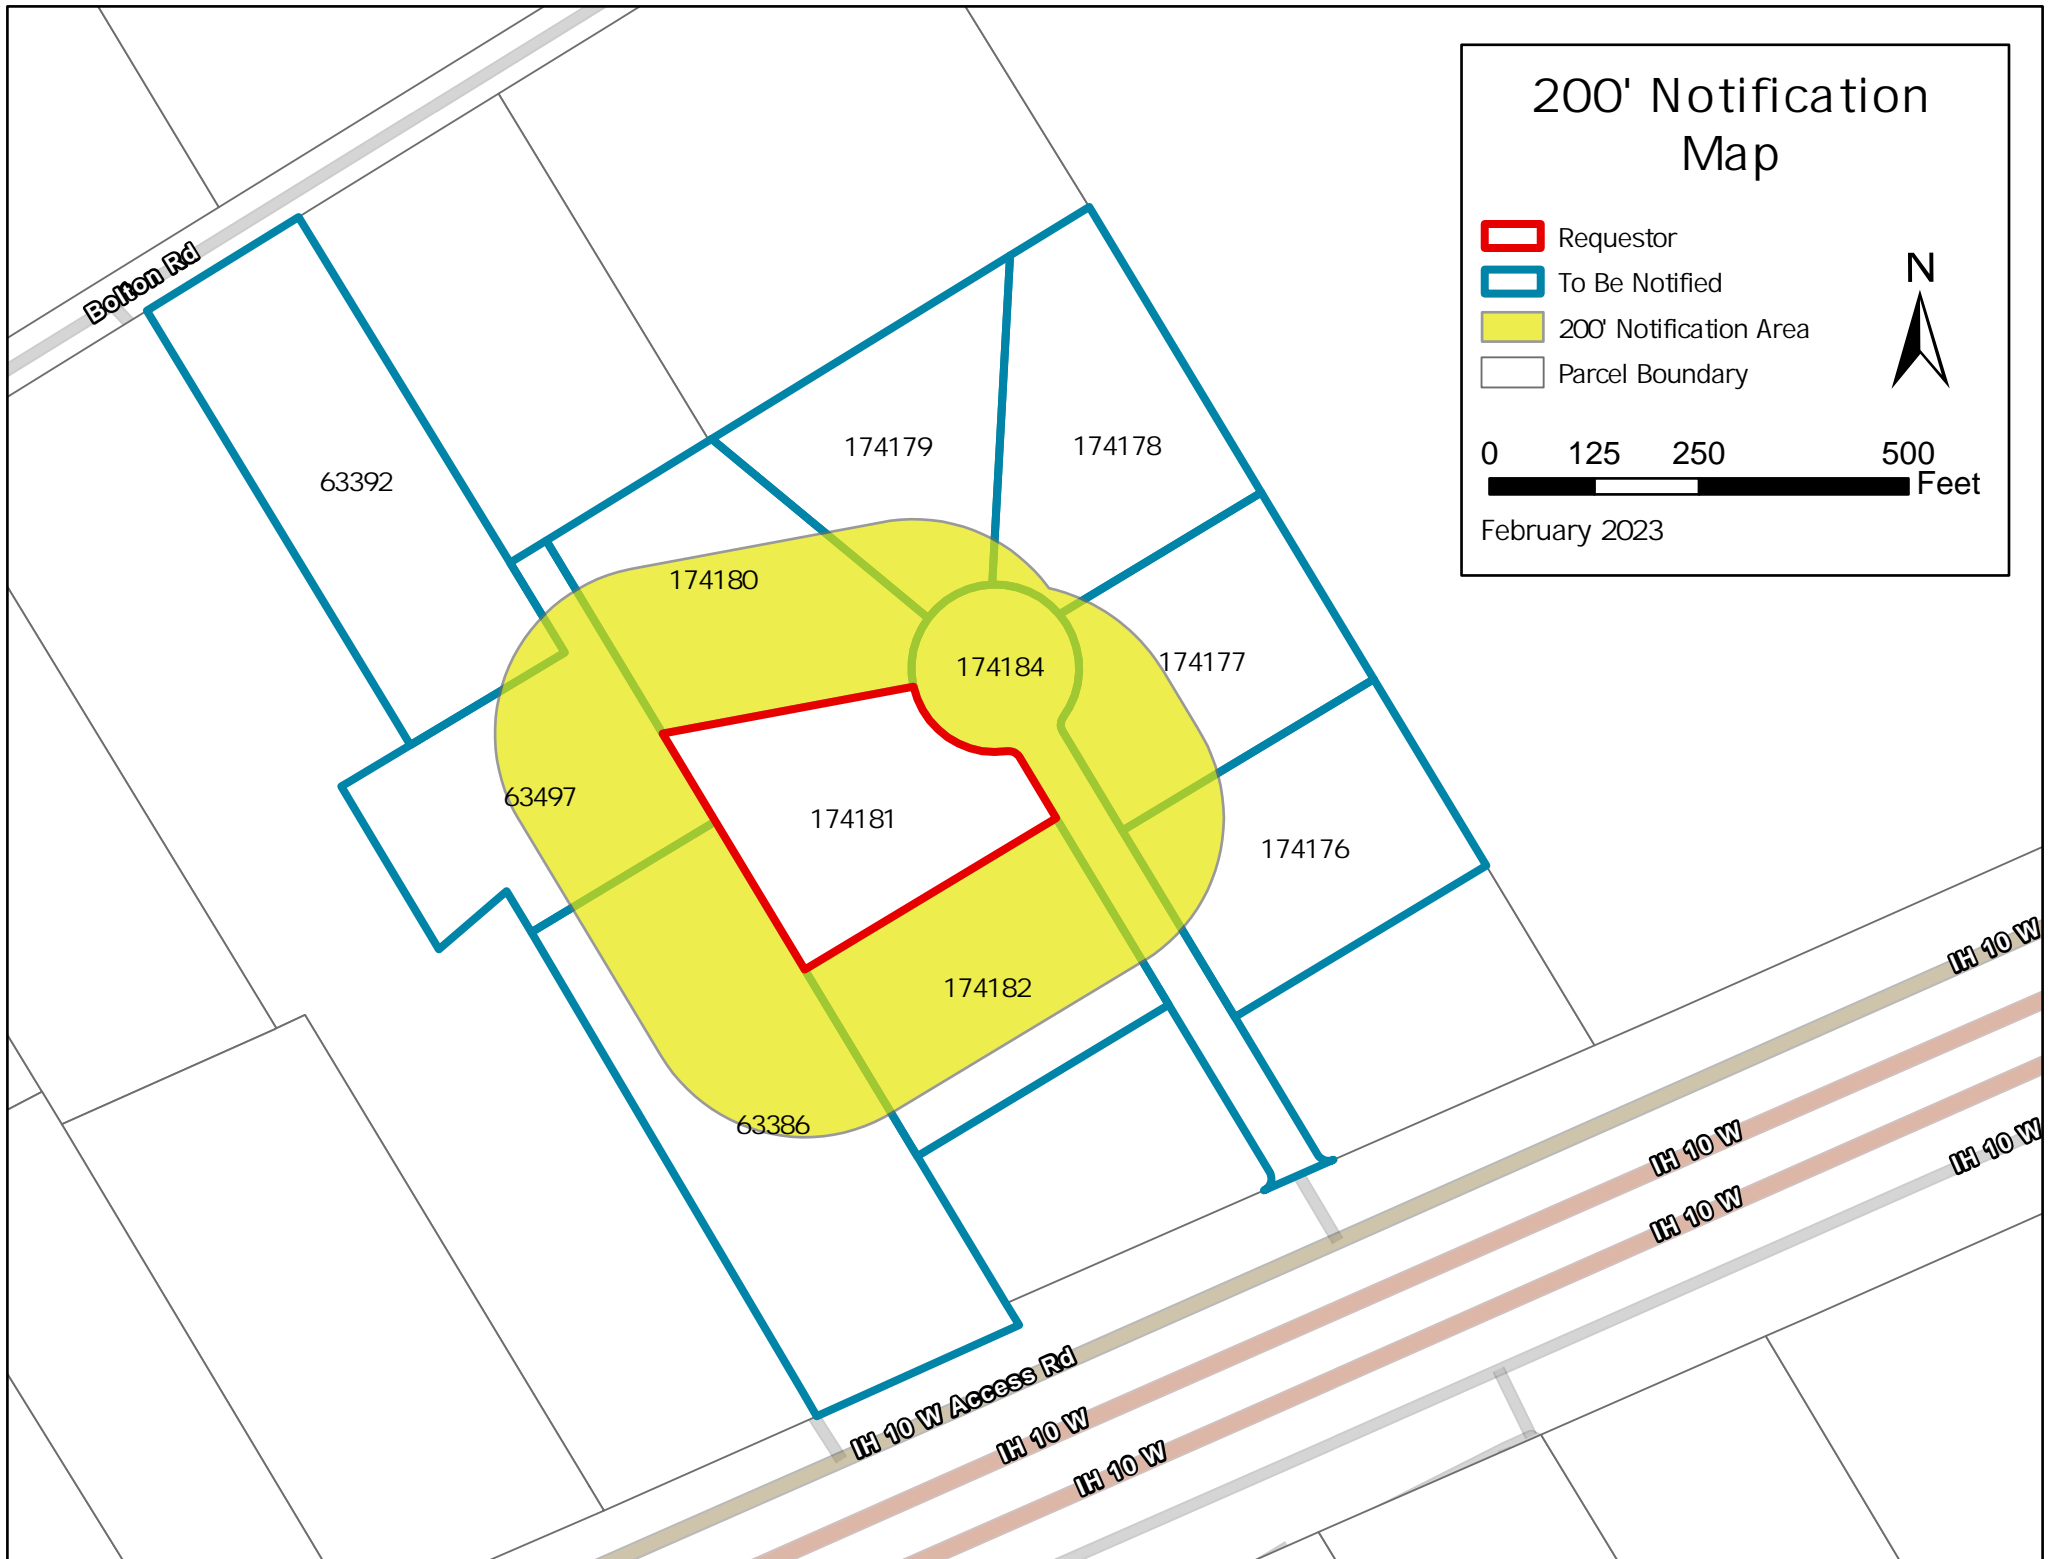 200' Notification
Map
Requestor
To Be Notified
200' Notification Area
Parcel Boundary
N
0 125 250 500
Feet
February 2023
Bolton Rd
63392
174179
174178
174180
174184
174177
63497
174181
174176
174182
63386
IH 10 W
IH 10 W
IH 10 W
IH 10 W
IH 10 W Access Rd
IH 10 W
IH 10 W